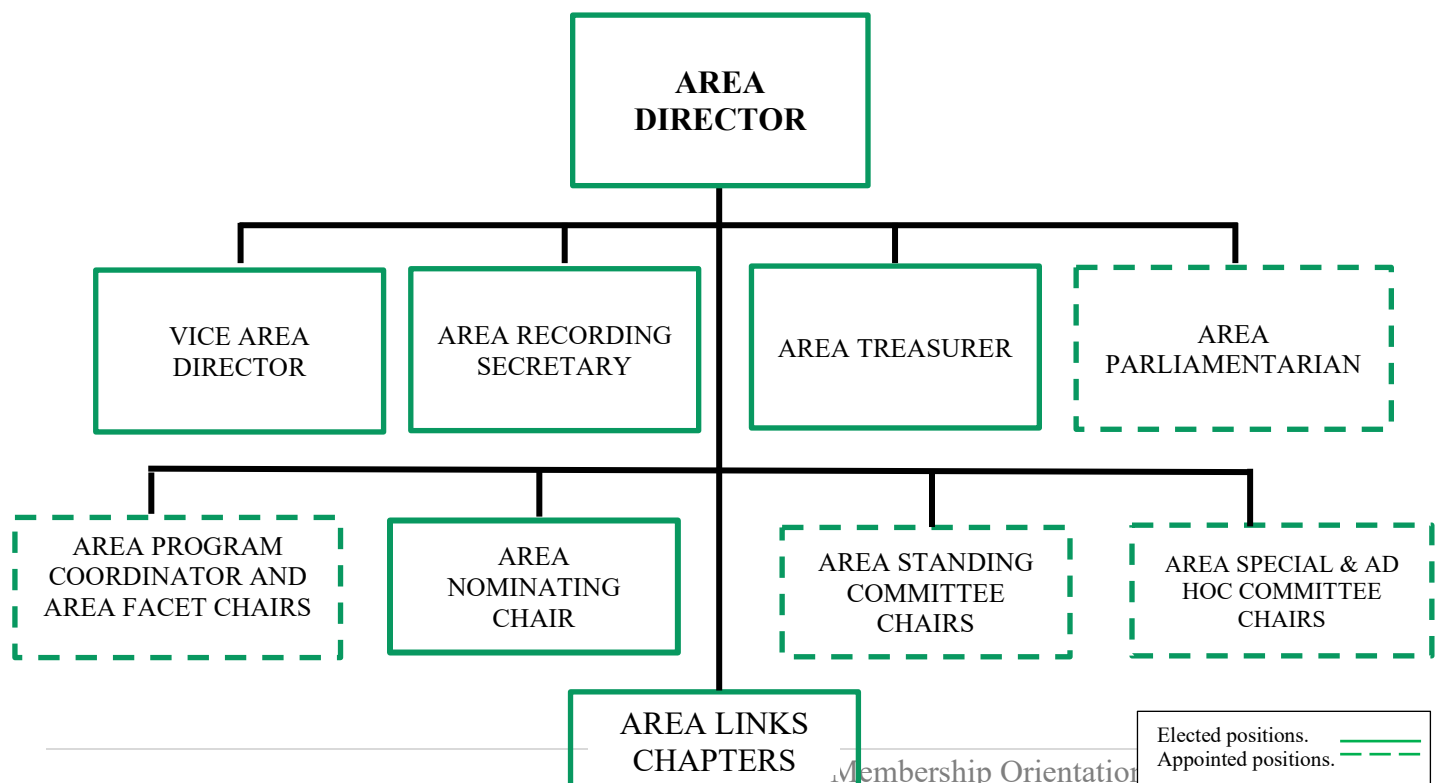 AREA
DIRECTOR
VICE AREA
DIRECTOR
AREA RECORDING
SECRETARY
AREA TREASURER
AREA
PARLIAMENTARIAN
AREA PROGRAM
COORDINATOR AND
AREA FACET CHAIRS
AREA
NOMINATING
CHAIR
AREA STANDING
COMMITTEE
CHAIRS
AREA SPECIAL & AD
HOC COMMITTEE
CHAIRS
AREA LINKS
CHAPTERS
Elected positions.
Appointed positions.
Membership Orientation